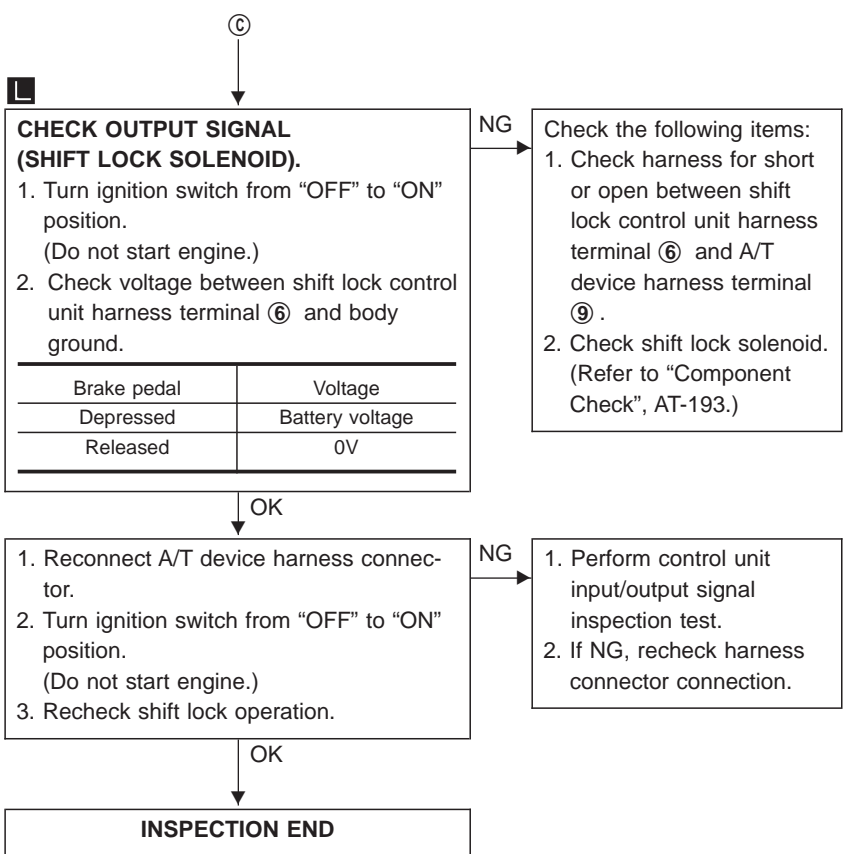 Ⓒ
L
CHECK OUTPUT SIGNAL
(SHIFT LOCK SOLENOID).
1. Turn ignition switch from “OFF” to “ON”
position.
(Do not start engine.)
2. Check voltage between shift lock control
unit harness terminal ⑥ and body
ground.
Brake pedal Voltage
Depressed Battery voltage
Released 0V
NG
Check the following items:
1. Check harness for short
or open between shift
lock control unit harness
terminal ⑥ and A/T
device harness terminal
⑨ .
2. Check shift lock solenoid.
(Refer to “Component
Check”, AT-193.)
OK
1. Reconnect A/T device harness connec-
tor.
2. Turn ignition switch from “OFF” to “ON”
position.
(Do not start engine.)
3. Recheck shift lock operation.
NG
1. Perform control unit
input/output signal
inspection test.
2. If NG, recheck harness
connector connection.
OK
INSPECTION END